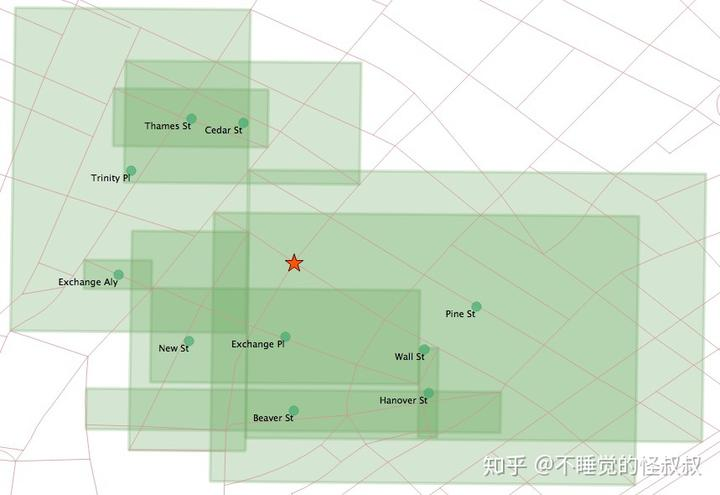 Thames St
Cedar St
Trinity Pl
Exchange Aly
Pine St
New St
Exchange Pl
Wall St
Hanover St
Beaver St
知乎 @不睡觉的怪叔叔